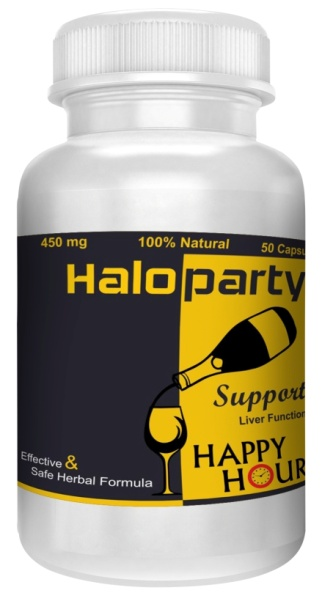 450 mg 100% Natural 50 Capsu
Haloparty
Support
Liver Function
HAPPY
HOUR
Effective &
Safe Herbal Formula